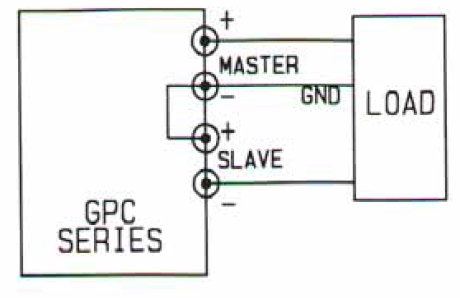 +
MASTER
−
GND
LOAD
+
SLAVE
−
GPC
SERIES